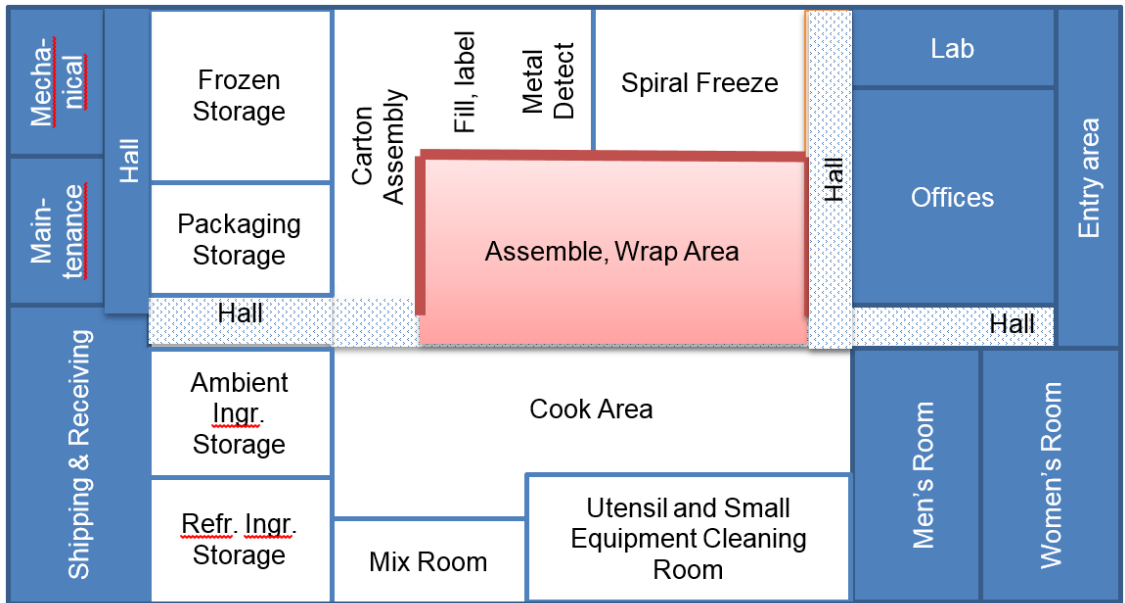 Mecha-
nical
Hall
Frozen
Storage
Carton
Assembly
Fill, label
Metal
Detect
Spiral Freeze
Hall
Lab
Offices
Entry area
Main-
tenance
Packaging
Storage
Assemble, Wrap Area
Hall
Hall
Shipping & Receiving
Ambient
Ingr.
Storage
Cook Area
Men's Room
Women's Room
Refr. Ingr.
Storage
Mix Room
Utensil and Small
Equipment Cleaning
Room